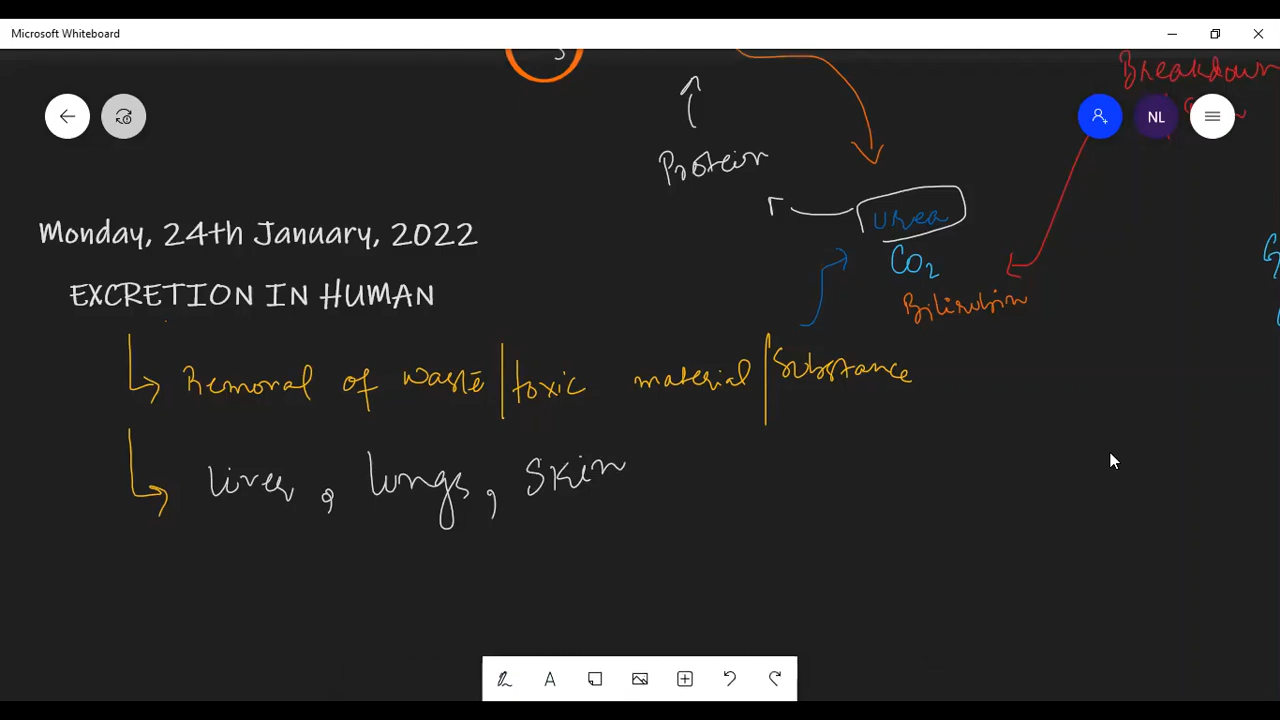 Microsoft Whiteboard
Breakdown
NL
Protein
Urea
CO2
Bilirubin
Monday, 24th January, 2022
EXCRETION IN HUMAN
Removal of waste/toxic material/substance
liver, lungs, skin
A